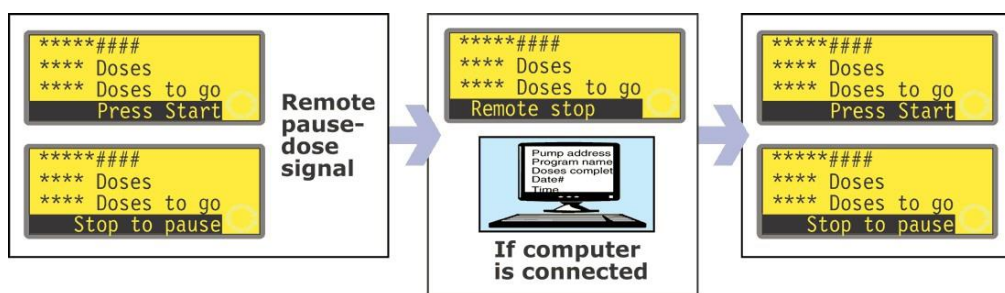 *****####
**** Doses
**** Doses to go
Press Start
*****####
**** Doses
**** Doses to go
Stop to pause
Remote
pause-
dose
signal
*****####
**** Doses
**** Doses to go
Remote stop
Pump address
Program name
Doses complet
Date#
Time
If computer
is connected
*****####
**** Doses
**** Doses to go
Press Start
*****####
**** Doses
**** Doses to go
Stop to pause